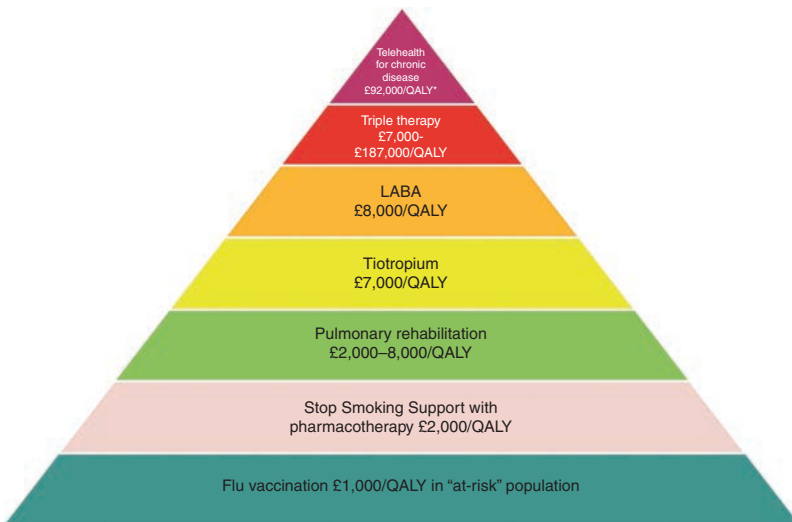 Telehealth
for chronic
disease
£92,000/QALY*
Triple therapy
£7,000-
£187,000/QALY
LABA
£8,000/QALY
Tiotropium
£7,000/QALY
Pulmonary rehabilitation
£2,000–8,000/QALY
Stop Smoking Support with
pharmacotherapy £2,000/QALY
Flu vaccination £1,000/QALY in “at-risk” population